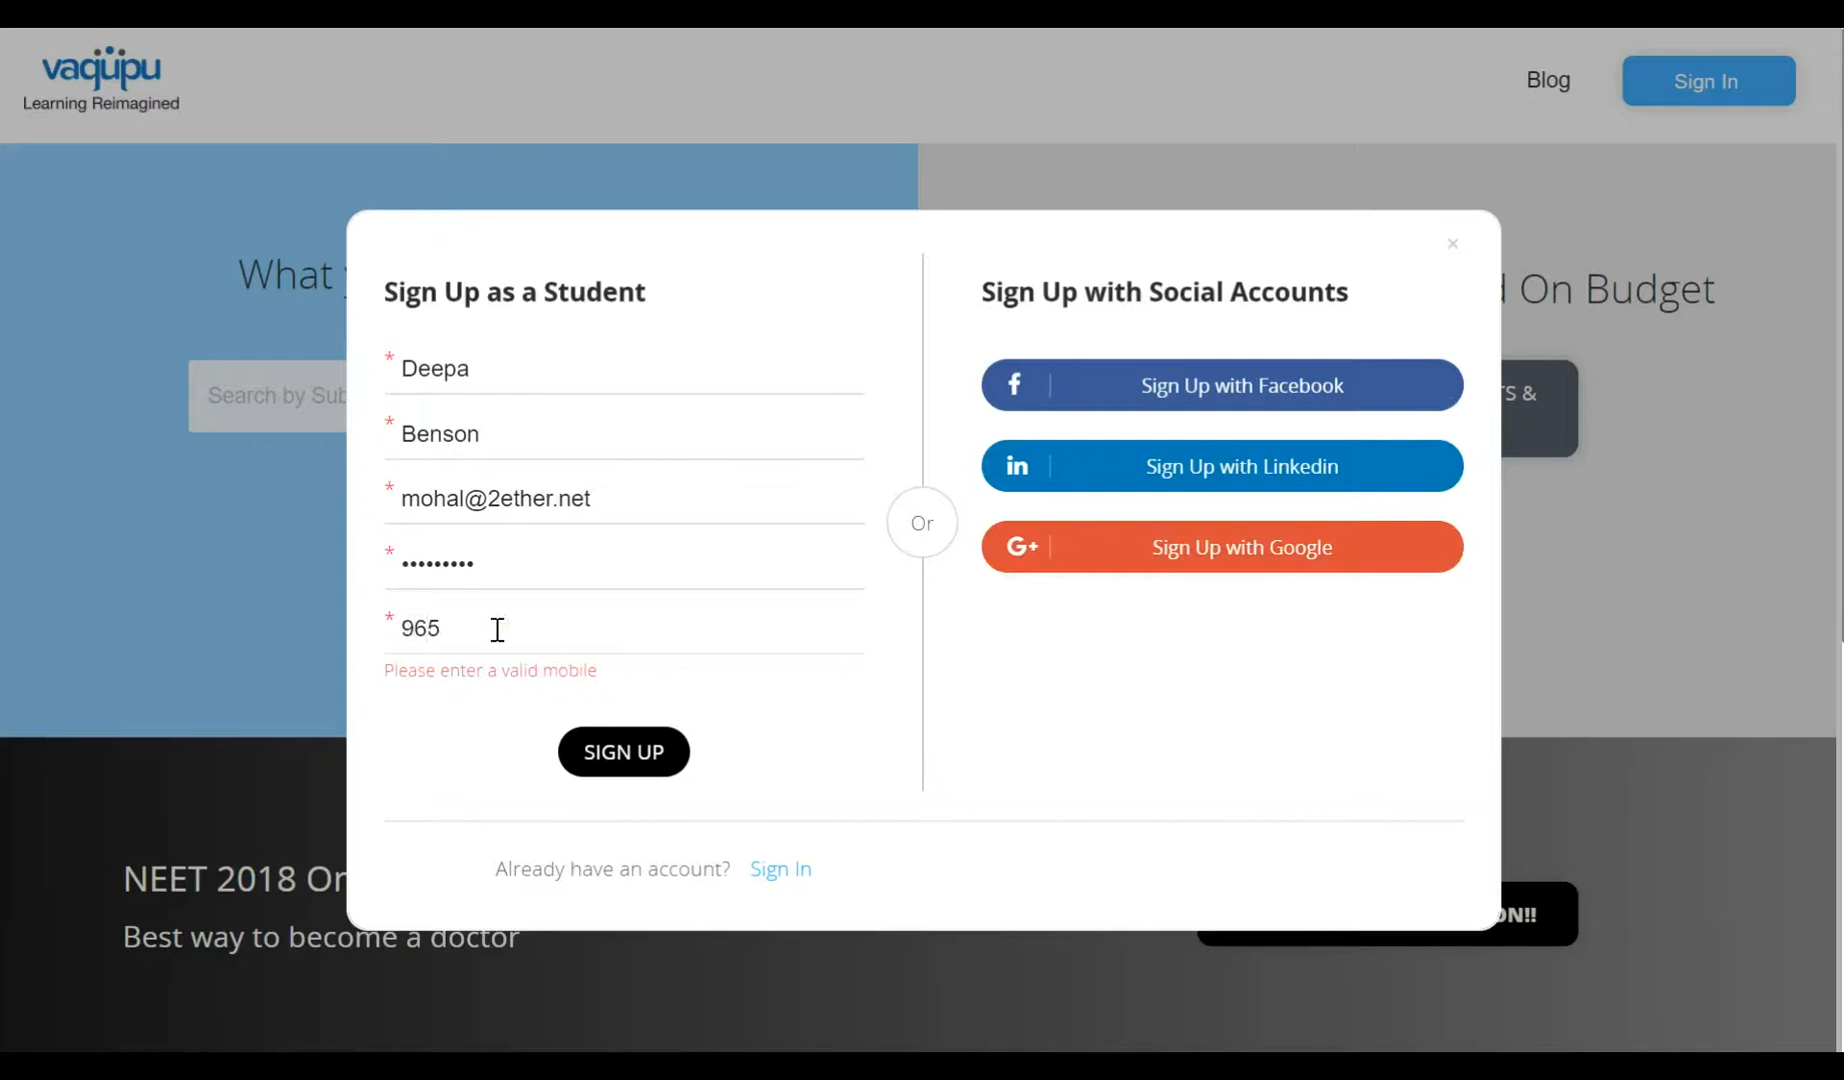 vaqupu
Learning Reimagined
Blog
Sign In
What
On Budget
Search by Sub
TS &
Sign Up as a Student
* Deepa
* Benson
* mohal@2ether.net
* •••••••••
* 965
Please enter a valid mobile
SIGN UP
Or
Sign Up with Social Accounts
×
f Sign Up with Facebook
in Sign Up with Linkedin
G+ Sign Up with Google
Already have an account? Sign In
NEET 2018 On
Best way to become a doctor
ON!!